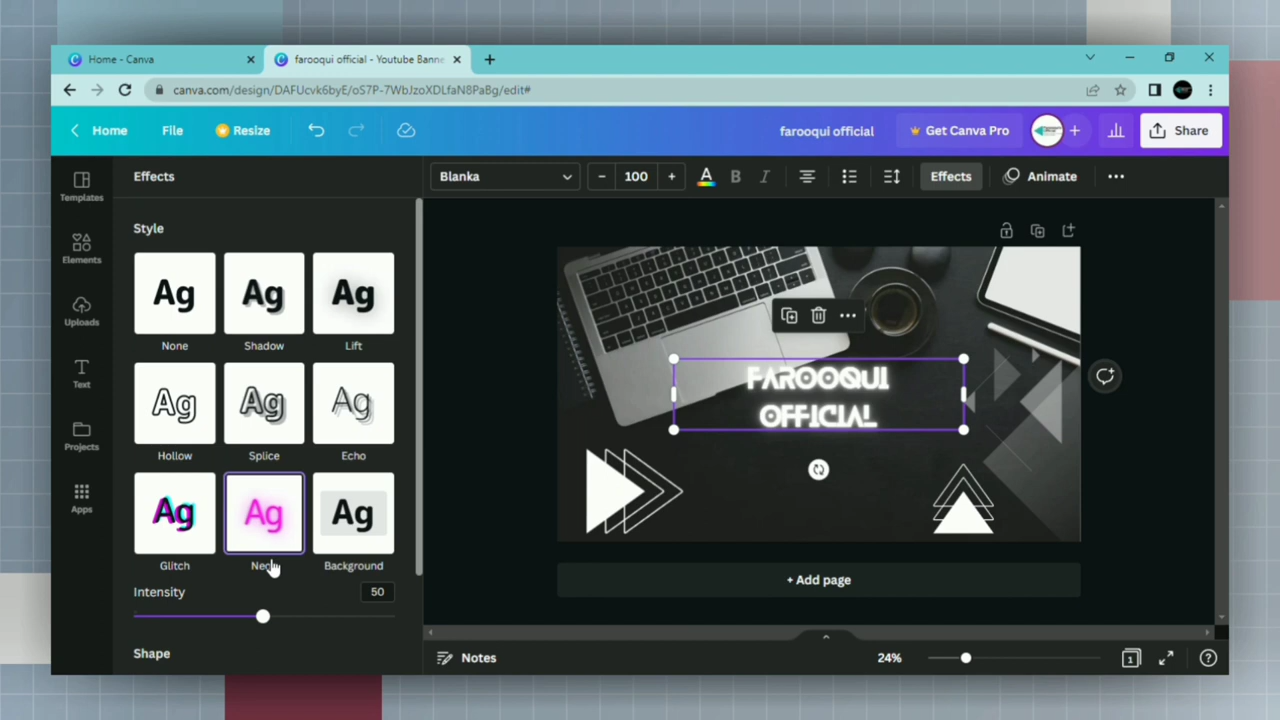 Home - Canva
farooqui official - Youtube Banne
canva.com/design/DAFUcvk6byE/oS7P-7WbJzoXDLfaN8PaBg/edit#
Home
File
Resize
farooqui official
Get Canva Pro
Share
Templates
Elements
Uploads
Text
Projects
Apps
Effects
Style
Ag
None
Ag
Shadow
Ag
Lift
Ag
Hollow
Ag
Splice
Ag
Echo
Ag
Glitch
Ag
Neon
Ag
Background
Intensity
50
Shape
Blanka
100
A
B
I
Effects
Animate
FAROOQUI
OFFICIAL
+ Add page
Notes
24%
1